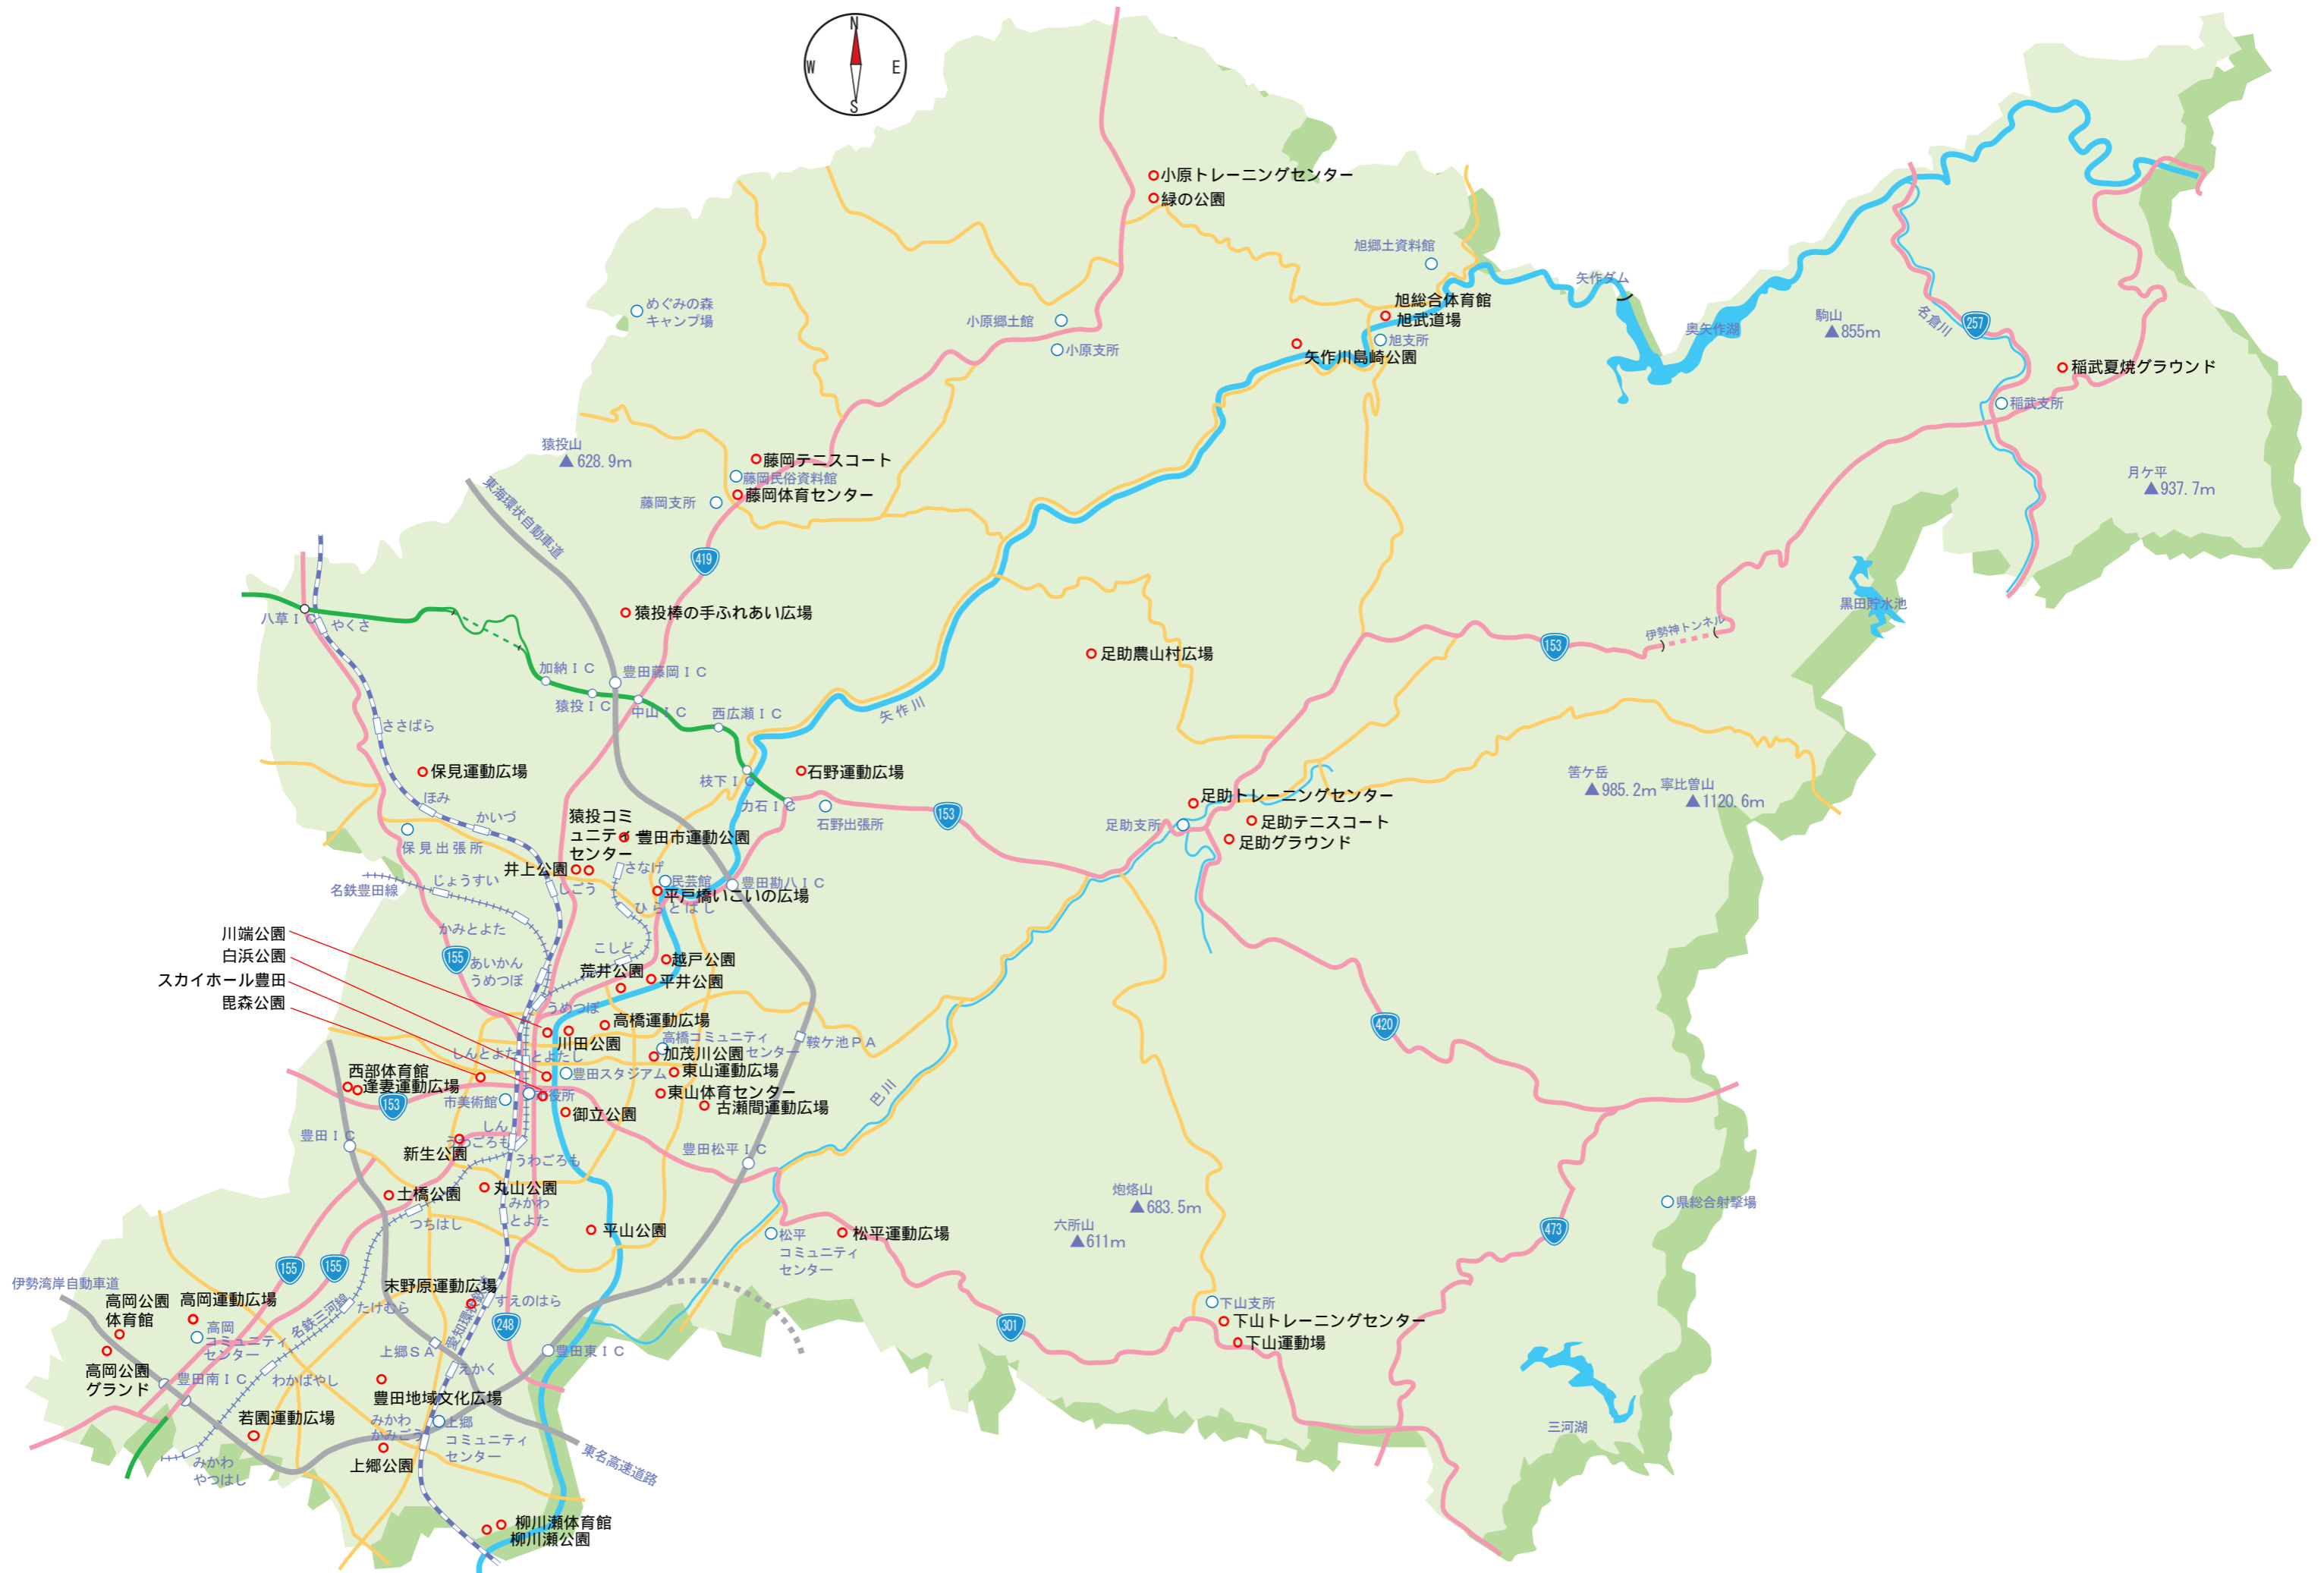 N
W
E
S
小原トレーニングセンター
緑の公園
旭郷土資料館
矢作ダム
めぐみの森
キャンプ場
小原郷土館
小原支所
旭総合体育館
旭武道場
旭支所
矢作川島崎公園
奥矢作湖
駒山
▲855m
名倉川
257
稲武夏焼グラウンド
稲武支所
猿投山
▲628.9m
藤岡テニスコート
藤岡民俗資料館
藤岡体育センター
藤岡支所
月ケ平
▲937.7m
東海環状自動車道
419
八草ＩＣ
やくさ
猿投棒の手ふれあい広場
足助農山村広場
153
伊勢神トンネル
黒田貯水池
加納ＩＣ
豊田藤岡ＩＣ
猿投ＩＣ
中山ＩＣ
西広瀬ＩＣ
矢作川
ささばら
保見運動広場
枝下ＩＣ
石野運動広場
力石ＩＣ
石野出張所
153
筈ケ岳
▲985.2m
寧比曽山
▲1120.6m
足助トレーニングセンター
足助支所
足助テニスコート
足助グラウンド
ほみ
かいづ
保見出張所
猿投コミ
ュニティー
センター
豊田市運動公園
井上公園
さなげ
しごう
民芸館
豊田勘八ＩＣ
平戸橋いこいの広場
ひらとばし
名鉄豊田線
じょうすい
かみとよた
川端公園
白浜公園
スカイホール豊田
毘森公園
155
あいかん
うめつぼ
こしど
荒井公園
越戸公園
平井公園
うめつぼ
高橋運動広場
川田公園
高橋コミュニティ
センター
加茂川公園
鞍ケ池ＰＡ
420
しんとよた
とよたし
豊田スタジアム
東山運動広場
東山体育センター
古瀬間運動広場
西部体育館
逢妻運動広場
153
市美術館
市役所
御立公園
巴川
豊田ＩＣ
しん
うわごろも
新生公園
うわごろも
豊田松平ＩＣ
土橋公園
丸山公園
つちはし
みかわ
とよた
平山公園
松平
コミュニティ
センター
松平運動広場
炮烙山
▲683.5m
六所山
▲611m
県総合射撃場
473
155
155
伊勢湾岸自動車道
高岡公園
体育館
高岡運動広場
高岡
コミュニティ
センター
名鉄三河線
たけむら
末野原運動広場
すえのはら
248
301
下山支所
下山トレーニングセンター
下山運動場
上郷ＳＡ
えかく
豊田東ＩＣ
高岡公園
グランド
豊田南ＩＣ
わかばやし
豊田地域文化広場
若園運動広場
みかわ
かみごう
上郷
コミュニティ
センター
上郷公園
みかわ
やつはし
東名高速道路
三河湖
柳川瀬体育館
柳川瀬公園